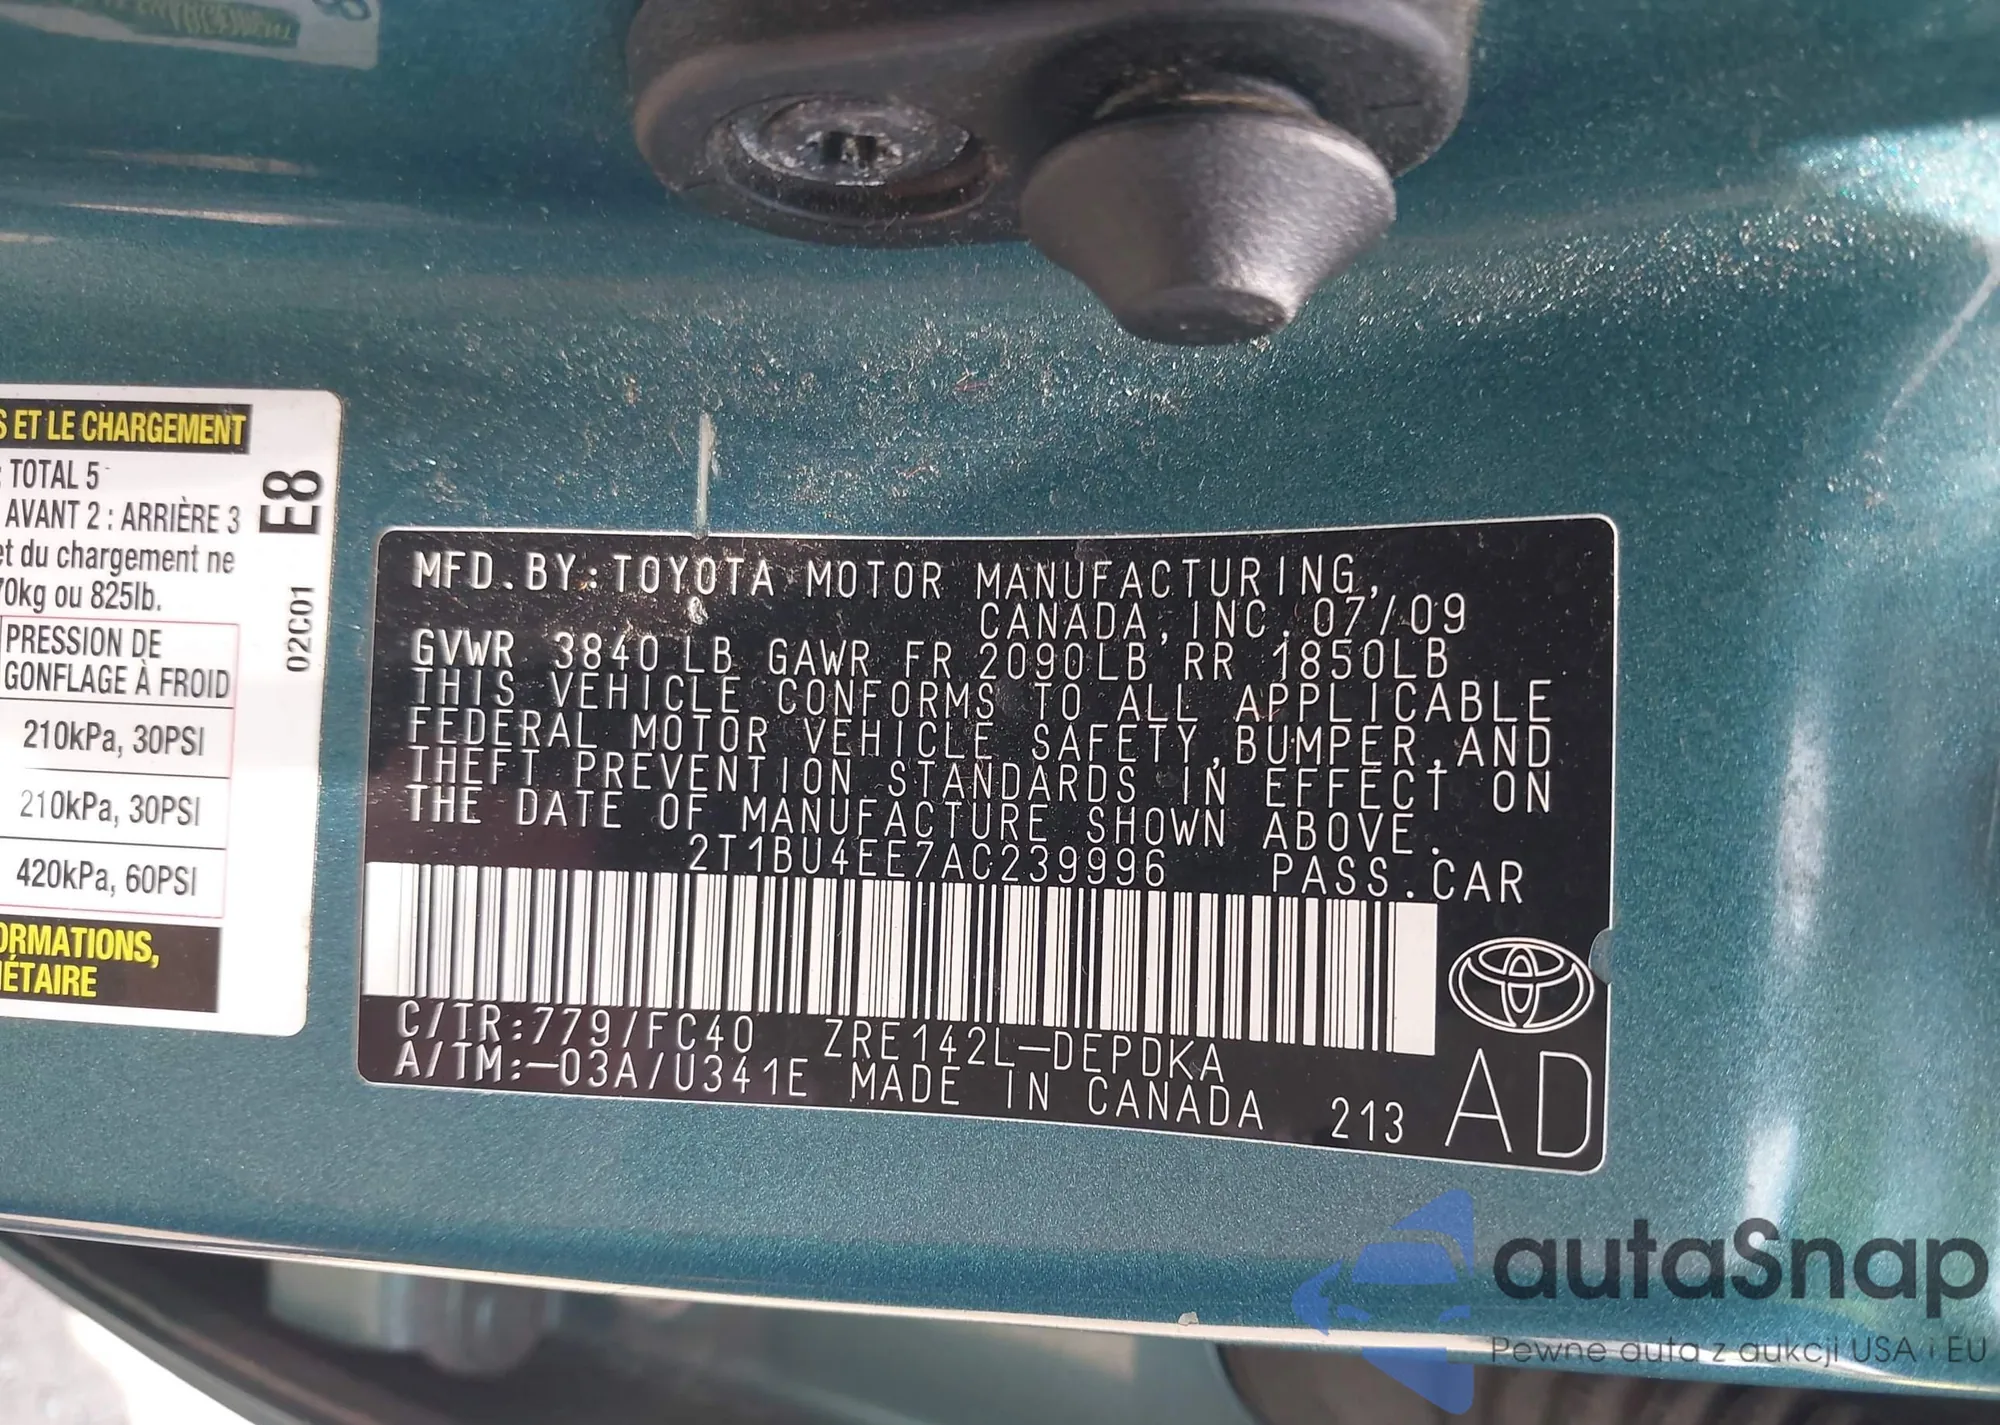 CHARGEMENT
S ET LE CHARGEMENT
: TOTAL 5
AVANT 2 : ARRIÈRE 3
et du chargement ne
70kg ou 825lb.
PRESSION DE
GONFLAGE À FROID
210kPa, 30PSI
210kPa, 30PSI
420kPa, 60PSI
ORMATIONS,
IÉTAIRE
E8
02C01
MFD.BY:TOYOTA MOTOR MANUFACTURING,
CANADA,INC. 07/09
GVWR 3840 LB GAWR FR 2090LB RR 1850LB
THIS VEHICLE CONFORMS TO ALL APPLICABLE
FEDERAL MOTOR VEHICLE SAFETY,BUMPER,AND
THEFT PREVENTION STANDARDS IN EFFECT ON
THE DATE OF MANUFACTURE SHOWN ABOVE.
2T1BU4EE7AC239996 PASS.CAR
C/TR:779/FC40 ZRE142L-DEPDKA
A/TM:-03A/U341E MADE IN CANADA 213
AD
autaSnap
Pewne auta z aukcji USA i EU